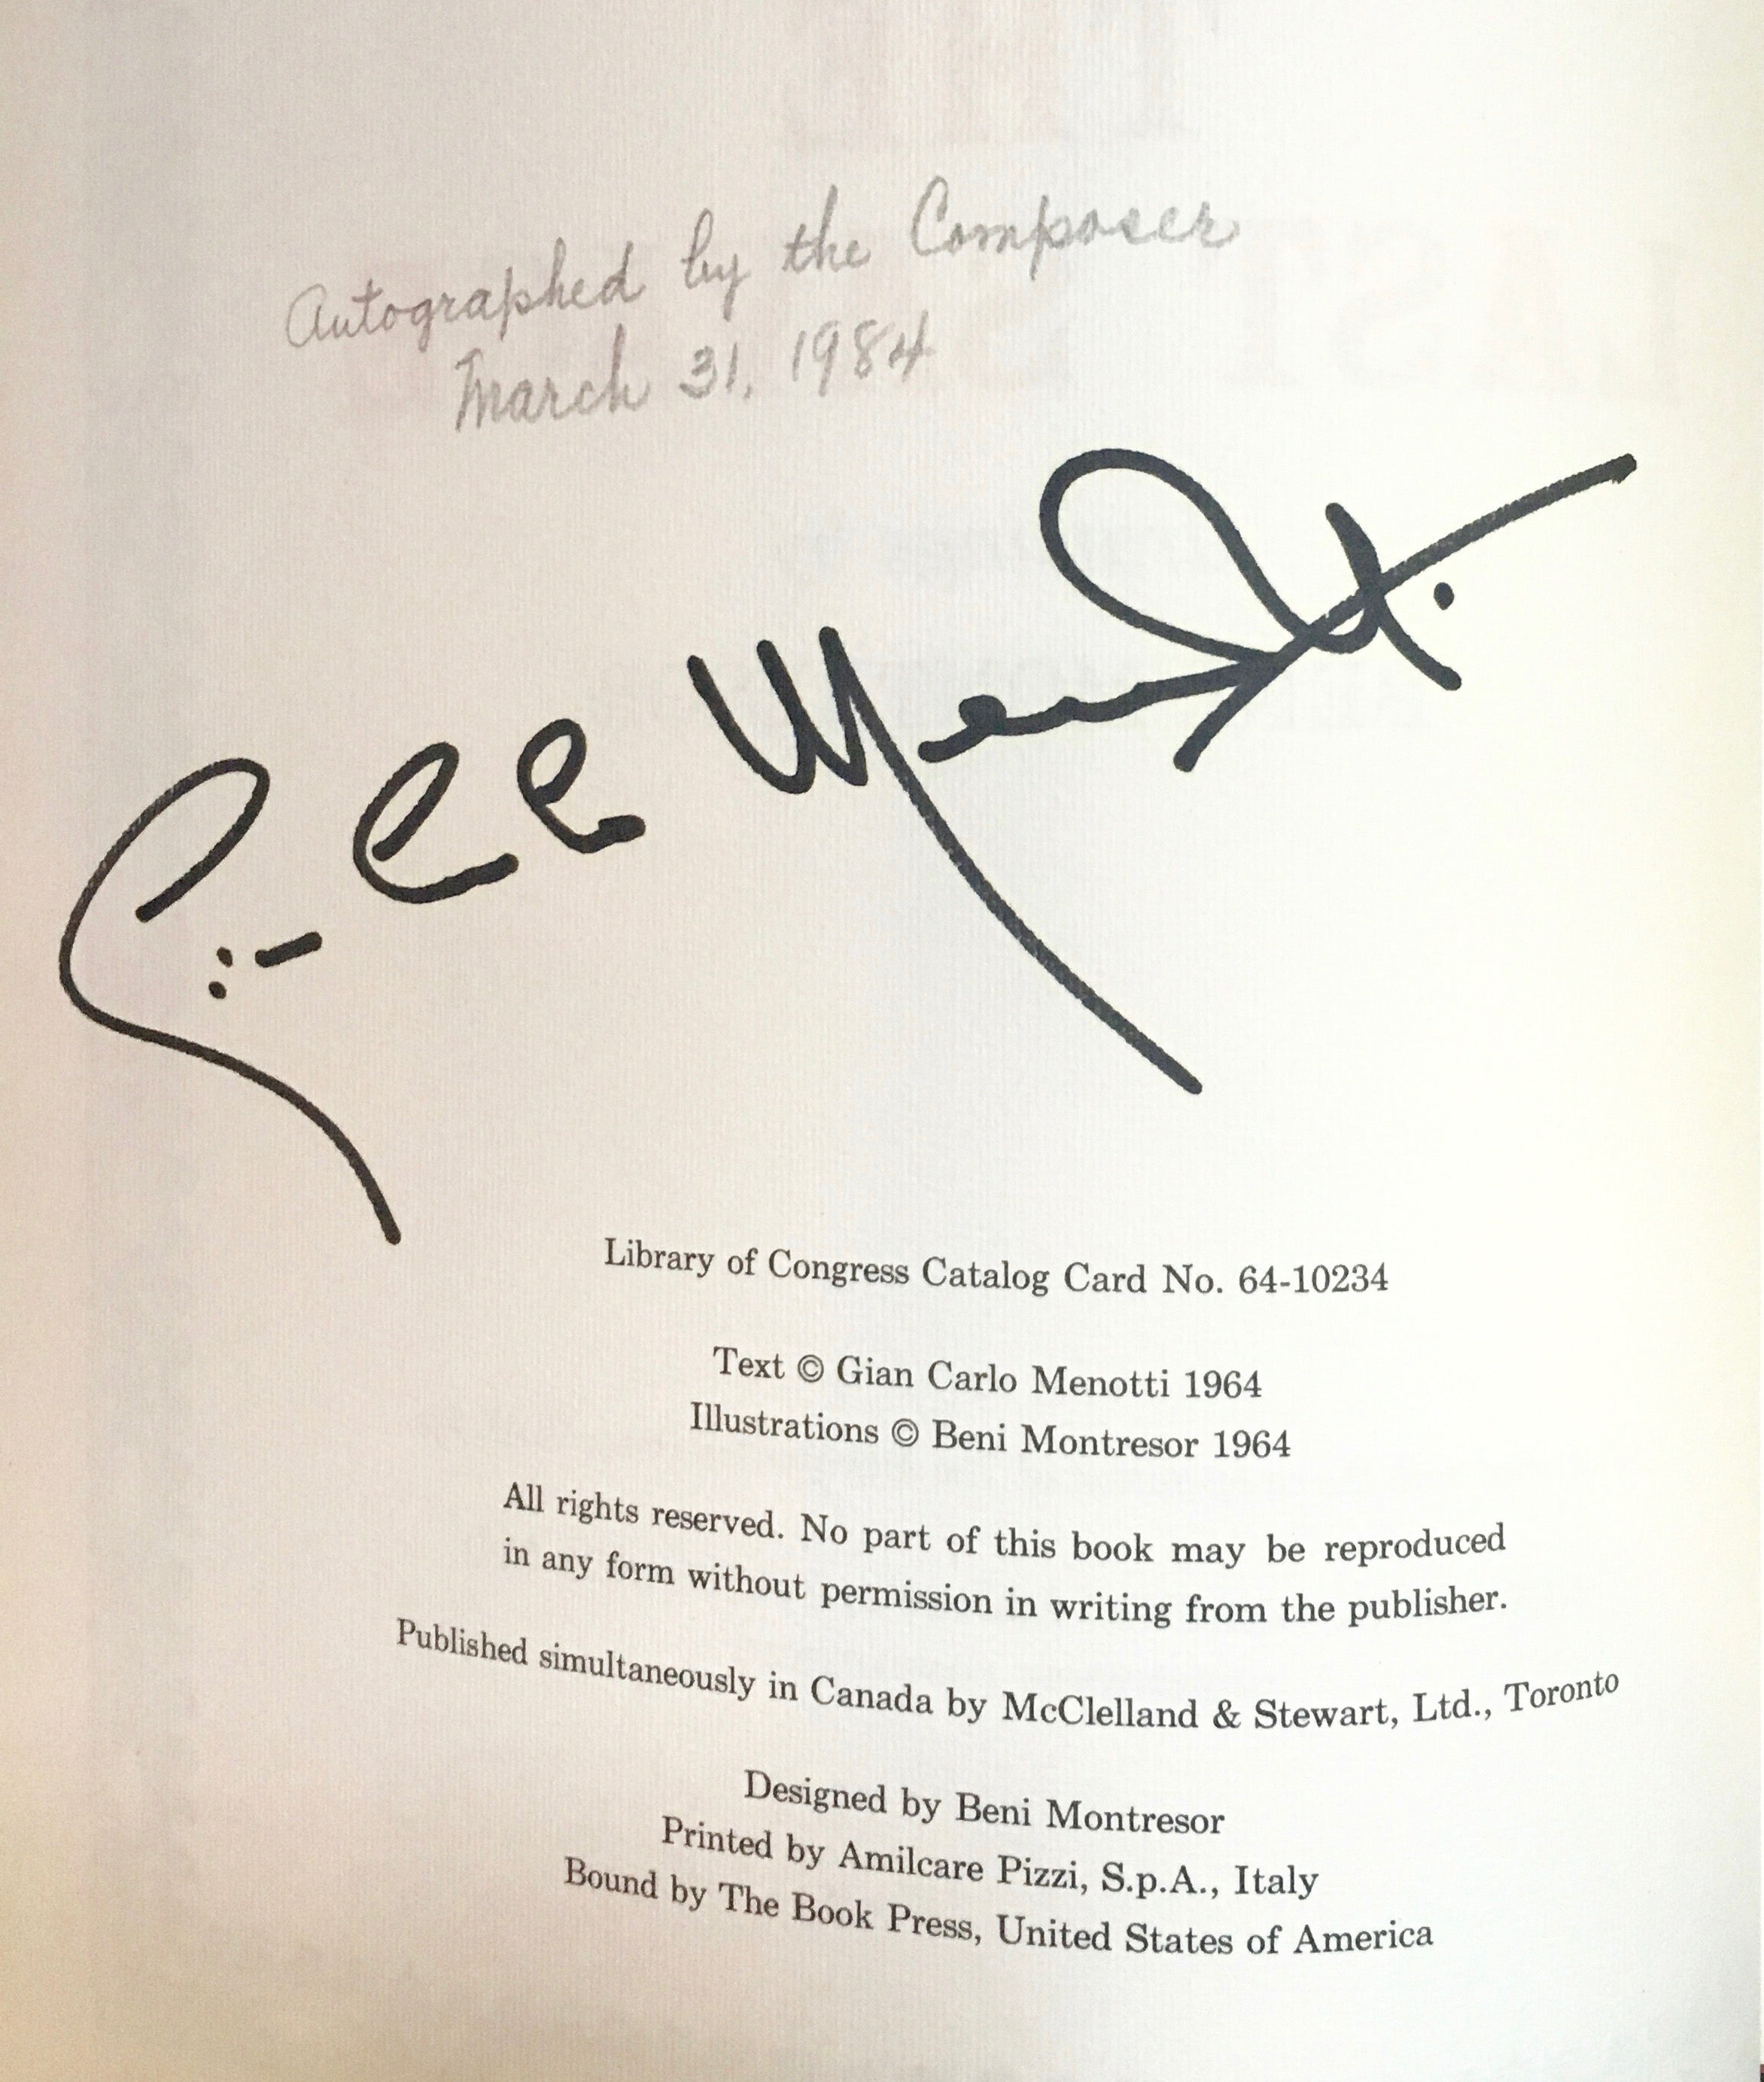 Autographed by the Composer
March 31, 1984
Gian Carlo Menotti
Library of Congress Catalog Card No. 64-10234
Text © Gian Carlo Menotti 1964
Illustrations © Beni Montresor 1964
All rights reserved. No part of this book may be reproduced
in any form without permission in writing from the publisher.
Published simultaneously in Canada by McClelland & Stewart, Ltd., Toronto
Designed by Beni Montresor
Printed by Amilcare Pizzi, S.p.A., Italy
Bound by The Book Press, United States of America